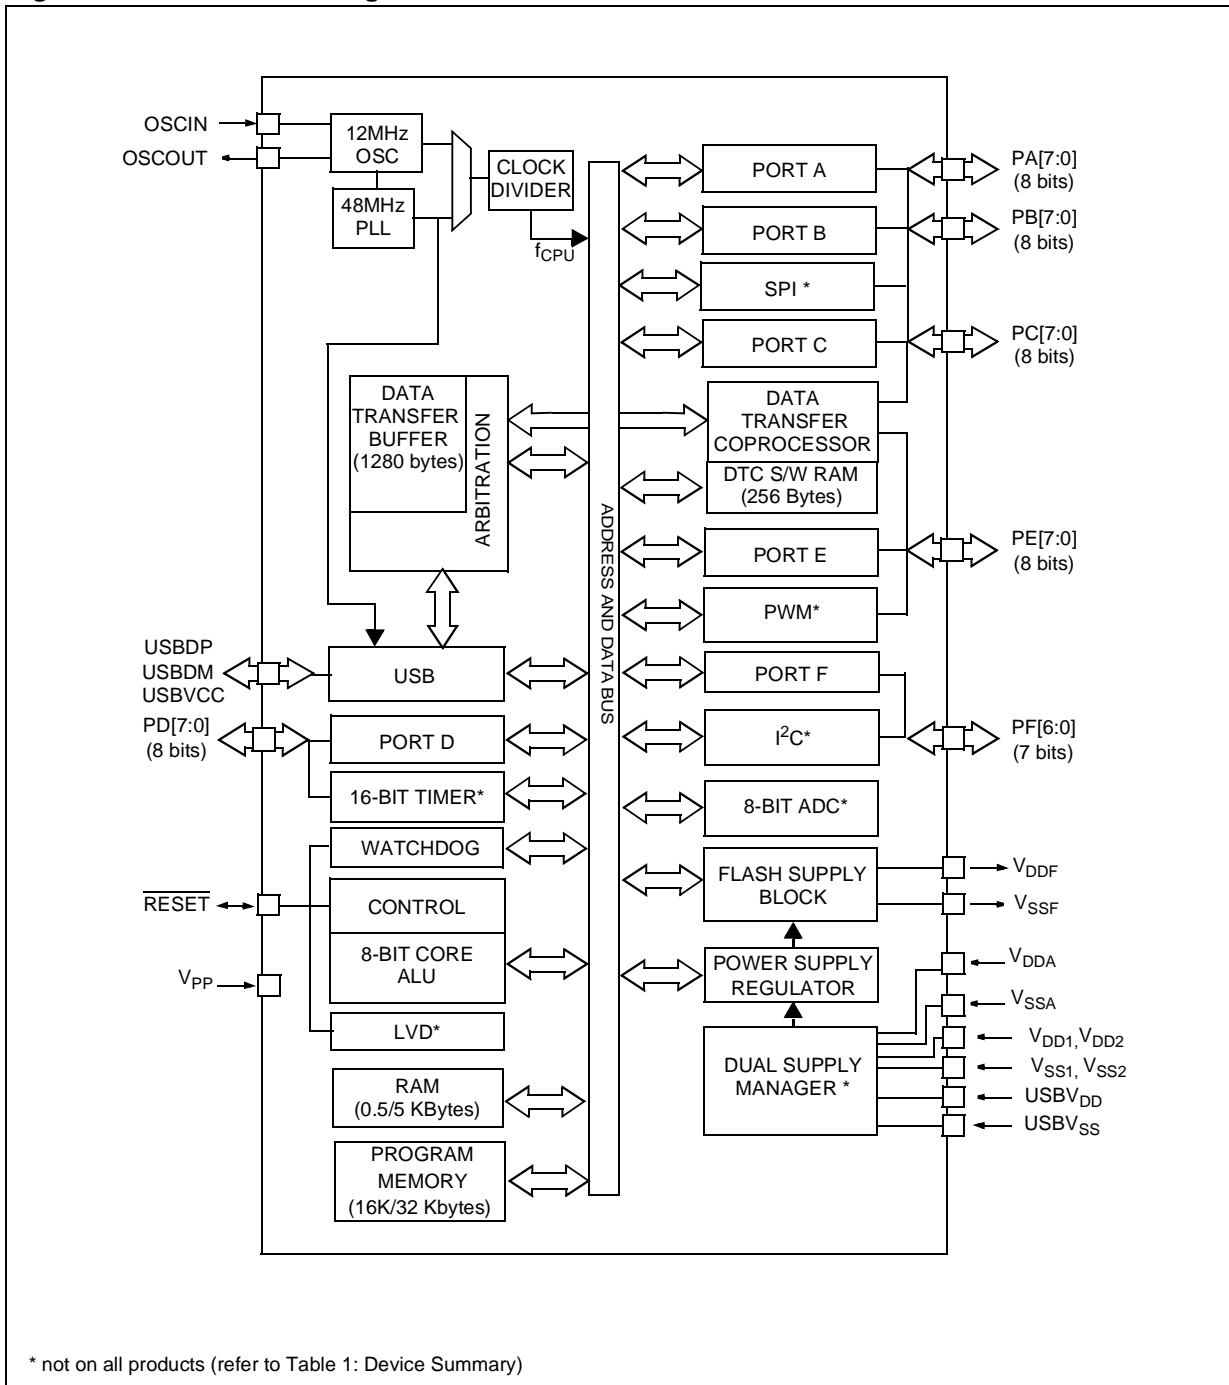 OSCIN
OSCOUT
12MHz
OSC
48MHz
PLL
CLOCK
DIVIDER
fCPU
DATA
TRANSFER
BUFFER
(1280 bytes)
ARBITRATION
USBDP
USBDM
USBVCC
USB
PD[7:0]
(8 bits)
PORT D
16-BIT TIMER*
WATCHDOG
RESET
CONTROL
8-BIT CORE
ALU
VPP
LVD*
RAM
(0.5/5 KBytes)
PROGRAM
MEMORY
(16K/32 Kbytes)
ADDRESS AND DATA BUS
PORT A
PA[7:0]
(8 bits)
PORT B
PB[7:0]
(8 bits)
SPI *
PORT C
PC[7:0]
(8 bits)
DATA
TRANSFER
COPROCESSOR
DTC S/W RAM
(256 Bytes)
PORT E
PE[7:0]
(8 bits)
PWM*
PORT F
I2C*
PF[6:0]
(7 bits)
8-BIT ADC*
FLASH SUPPLY
BLOCK
VDDF
VSSF
POWER SUPPLY
REGULATOR
VDDA
VSSA
DUAL SUPPLY
MANAGER *
VDD1, VDD2
VSS1, VSS2
USBVDD
USBVSS
* not on all products (refer to Table 1: Device Summary)